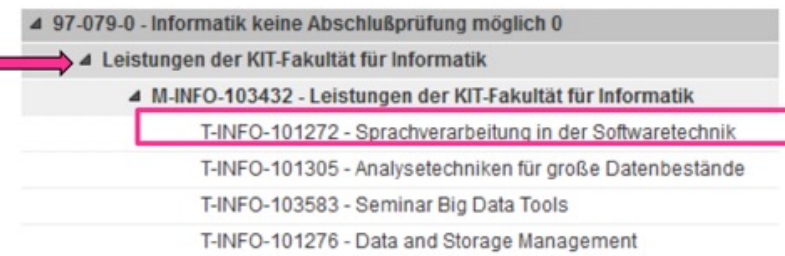 97-079-0 - Informatik keine Abschlußprüfung möglich 0
Leistungen der KIT-Fakultät für Informatik
M-INFO-103432 - Leistungen der KIT-Fakultät für Informatik
T-INFO-101272 - Sprachverarbeitung in der Softwaretechnik
T-INFO-101305 - Analysetechniken für große Datenbestände
T-INFO-103583 - Seminar Big Data Tools
T-INFO-101276 - Data and Storage Management